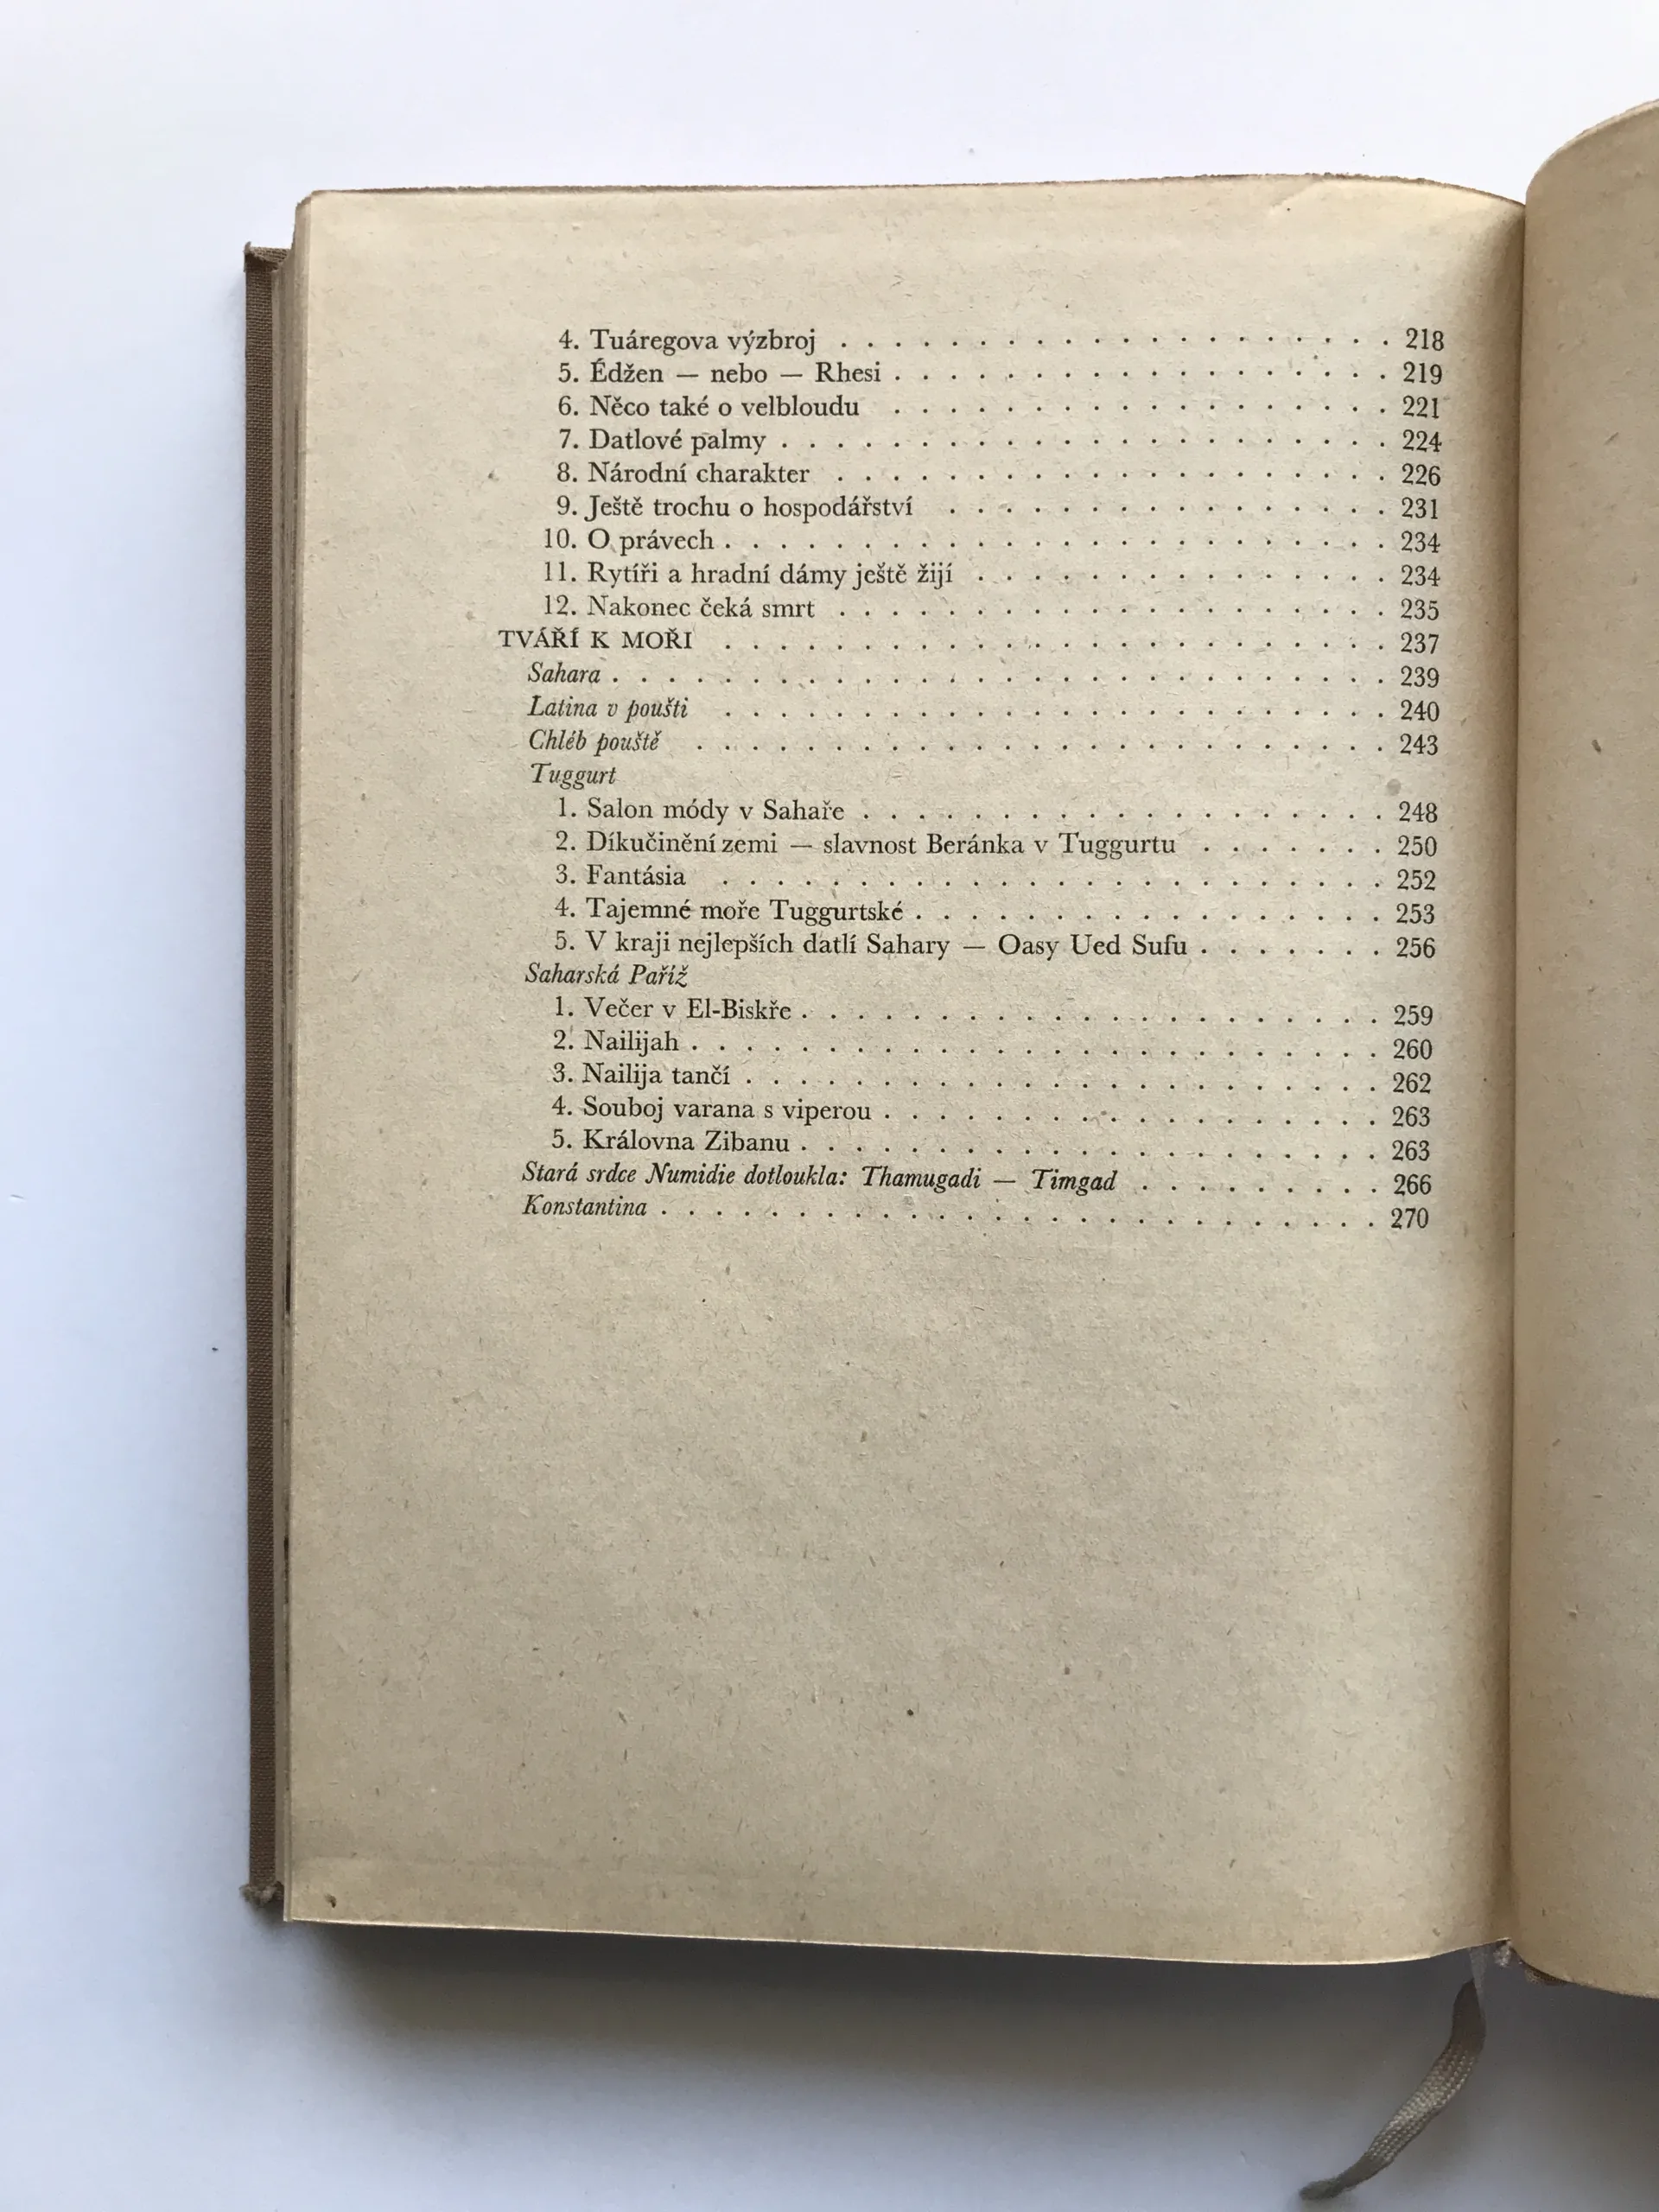 4. Tuáregova výzbroj . . . . . . . . . . . . . . . . . . . . 218
5. Édžen — nebo — Rhesi . . . . . . . . . . . . . . . . . . 219
6. Něco také o velbloudu . . . . . . . . . . . . . . . . . . 221
7. Datlové palmy . . . . . . . . . . . . . . . . . . . . . . 224
8. Národní charakter . . . . . . . . . . . . . . . . . . . . 226
9. Ještě trochu o hospodářství . . . . . . . . . . . . . . . . 231
10. O právech . . . . . . . . . . . . . . . . . . . . . . . . 234
11. Rytíři a hradní dámy ještě žijí . . . . . . . . . . . . . . . 234
12. Nakonec čeká smrt . . . . . . . . . . . . . . . . . . . . 235
TVÁŘÍ K MOŘI . . . . . . . . . . . . . . . . . . . . . . . . 237
Sahara . . . . . . . . . . . . . . . . . . . . . . . . . . . . 239
Latina v poušti . . . . . . . . . . . . . . . . . . . . . . . . 240
Chléb pouště . . . . . . . . . . . . . . . . . . . . . . . . . 243
Tuggurt
1. Salon módy v Sahaře . . . . . . . . . . . . . . . . . . . 248
2. Díkučinění zemi — slavnost Beránka v Tuggurtu . . . . . . . 250
3. Fantásia . . . . . . . . . . . . . . . . . . . . . . . . 252
4. Tajemné moře Tuggurtské . . . . . . . . . . . . . . . . . 253
5. V kraji nejlepších datlí Sahary — Oasy Ued Sufu . . . . . . . 256
Saharská Paříž
1. Večer v El-Biskře . . . . . . . . . . . . . . . . . . . . . 259
2. Nailijah . . . . . . . . . . . . . . . . . . . . . . . . . 260
3. Nailija tančí . . . . . . . . . . . . . . . . . . . . . . . 262
4. Souboj varana s viperou . . . . . . . . . . . . . . . . . . 263
5. Královna Zibanu . . . . . . . . . . . . . . . . . . . . . 263
Stará srdce Numidie dotloukla: Thamugadi — Timgad . . . . . . . . . 266
Konstantina . . . . . . . . . . . . . . . . . . . . . . . . . . 270